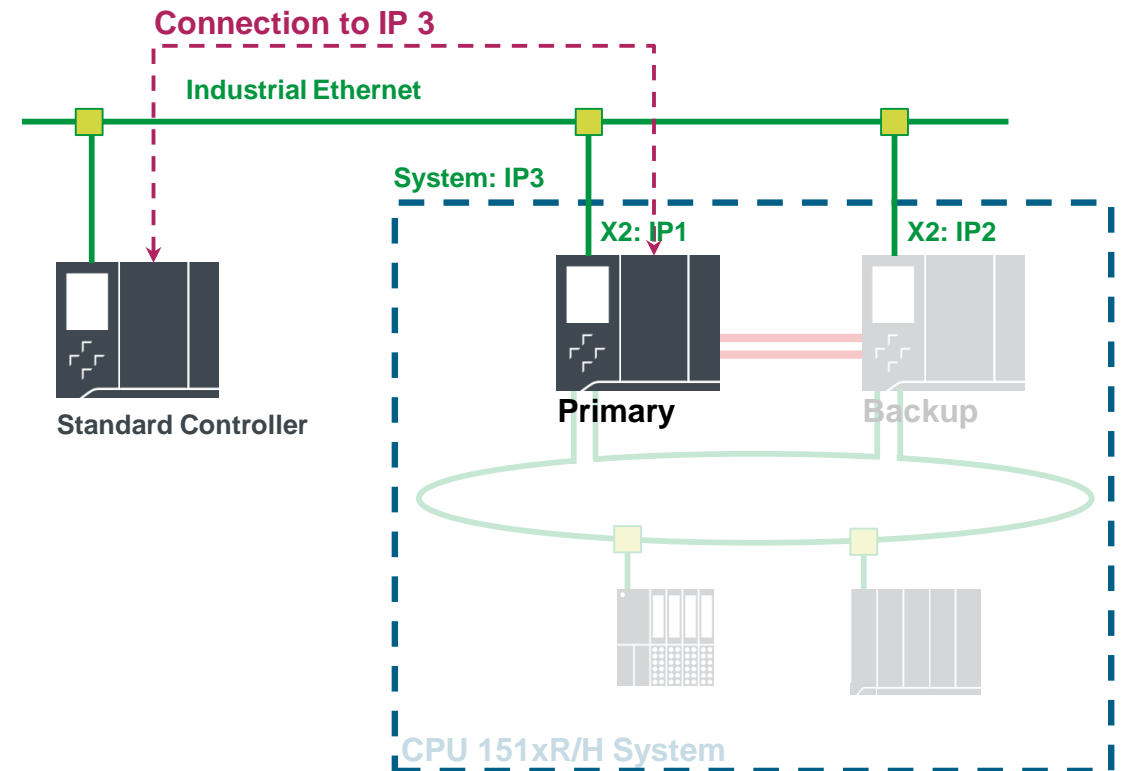 Connection to IP 3
Industrial Ethernet
System: IP3
X2: IP1
X2: IP2
Standard Controller
Primary
Backup
CPU 151xR/H System